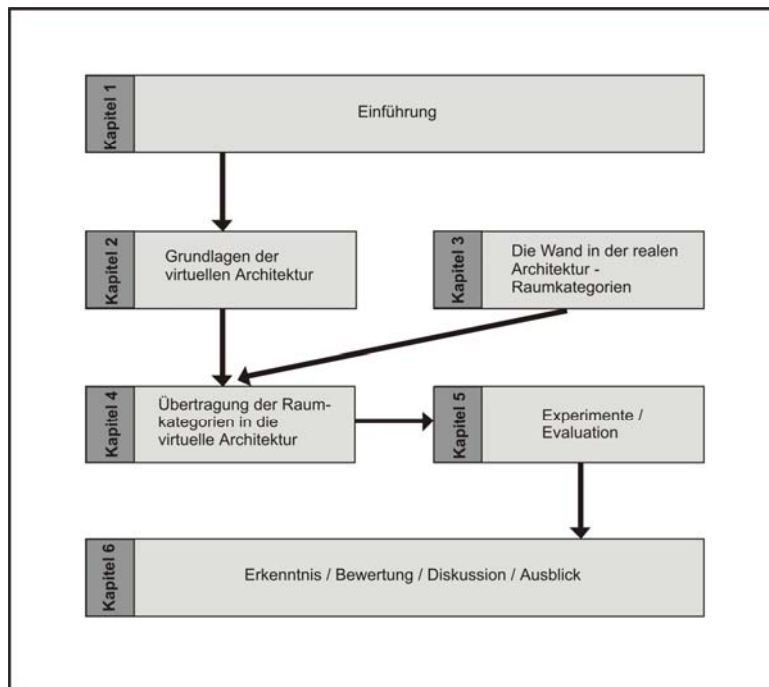 Kapitel 1
Einführung
Kapitel 2
Grundlagen der
virtuellen Architektur
Kapitel 3
Die Wand in der realen
Architektur -
Raumkategorien
Kapitel 4
Übertragung der Raum-
kategorien in die
virtuelle Architektur
Kapitel 5
Experimente /
Evaluation
Kapitel 6
Erkenntnis / Bewertung / Diskussion / Ausblick